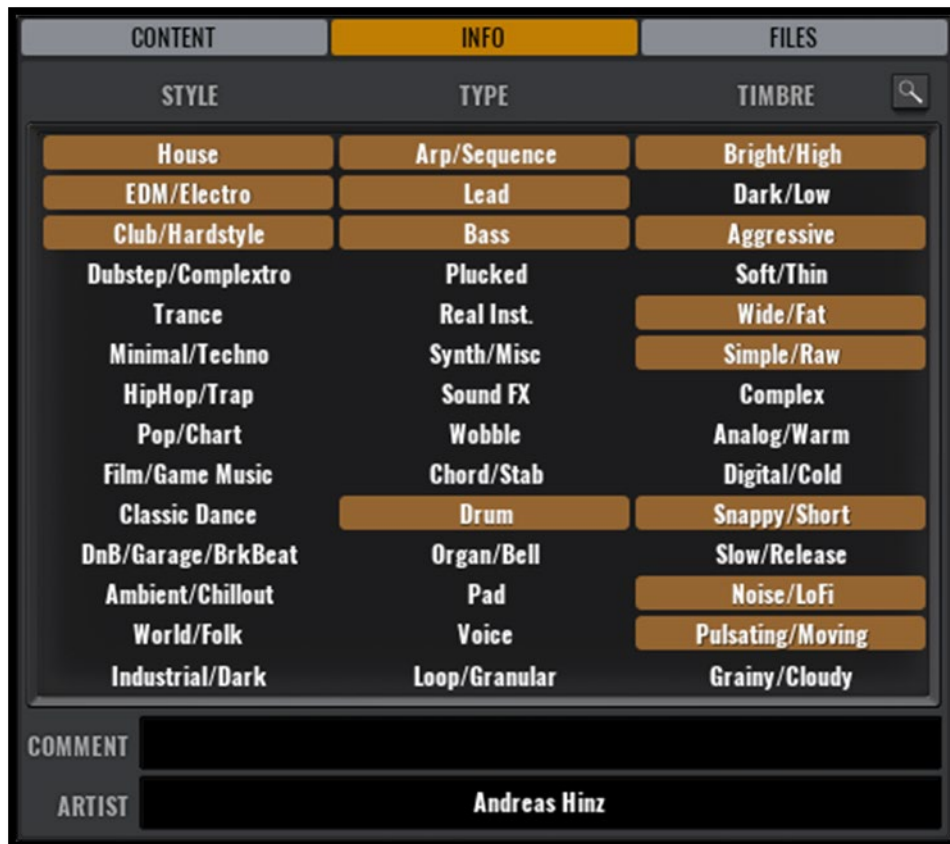 CONTENT INFO FILES
STYLE TYPE TIMBRE
House Arp/Sequence Bright/High
EDM/Electro Lead Dark/Low
Club/Hardstyle Bass Aggressive
Dubstep/Complextro Plucked Soft/Thin
Trance Real Inst. Wide/Fat
Minimal/Techno Synth/Misc Simple/Raw
HipHop/Trap Sound FX Complex
Pop/Chart Wobble Analog/Warm
Film/Game Music Chord/Stab Digital/Cold
Classic Dance Drum Snappy/Short
DnB/Garage/BrkBeat Organ/Bell Slow/Release
Ambient/Chillout Pad Noise/LoFi
World/Folk Voice Pulsating/Moving
Industrial/Dark Loop/Granular Grainy/Cloudy
COMMENT
ARTIST Andreas Hinz